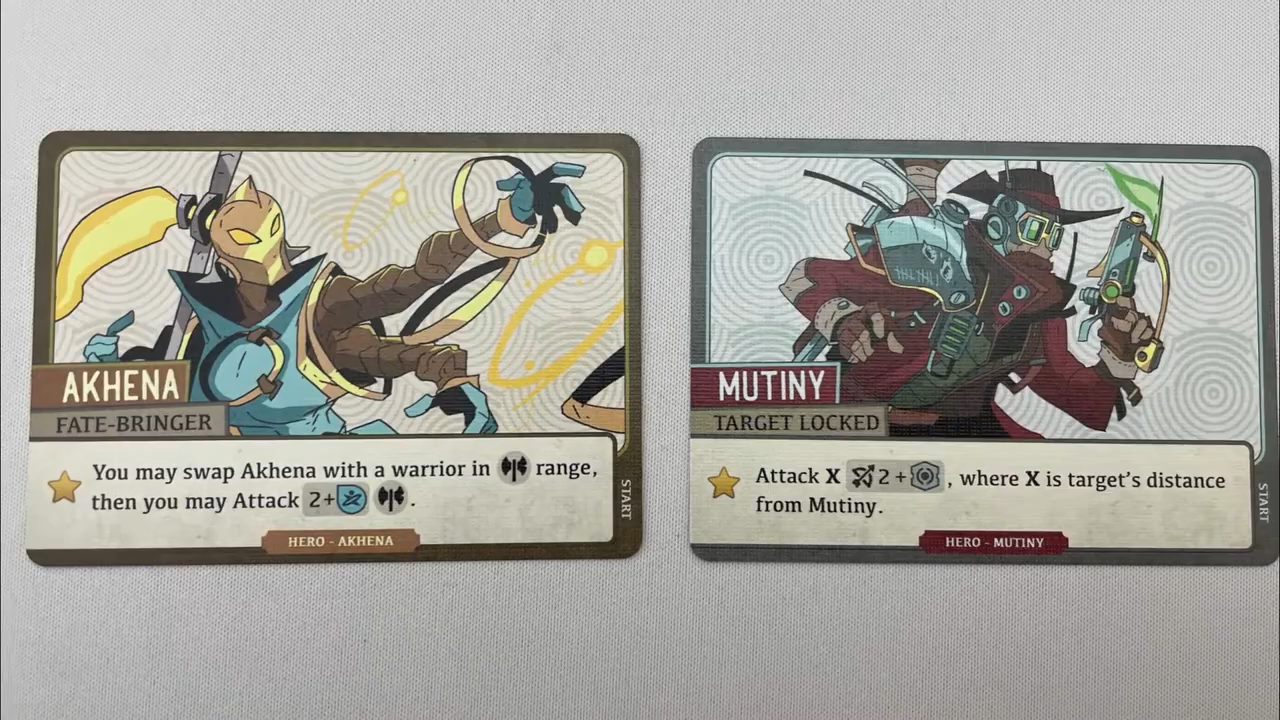 AKHENA
FATE-BRINGER
You may swap Akhena with a warrior in range,
then you may Attack 2+ .
START
HERO - AKHENA
MUTINY
TARGET LOCKED
Attack X 2 + , where X is target's distance
from Mutiny.
START
HERO - MUTINY